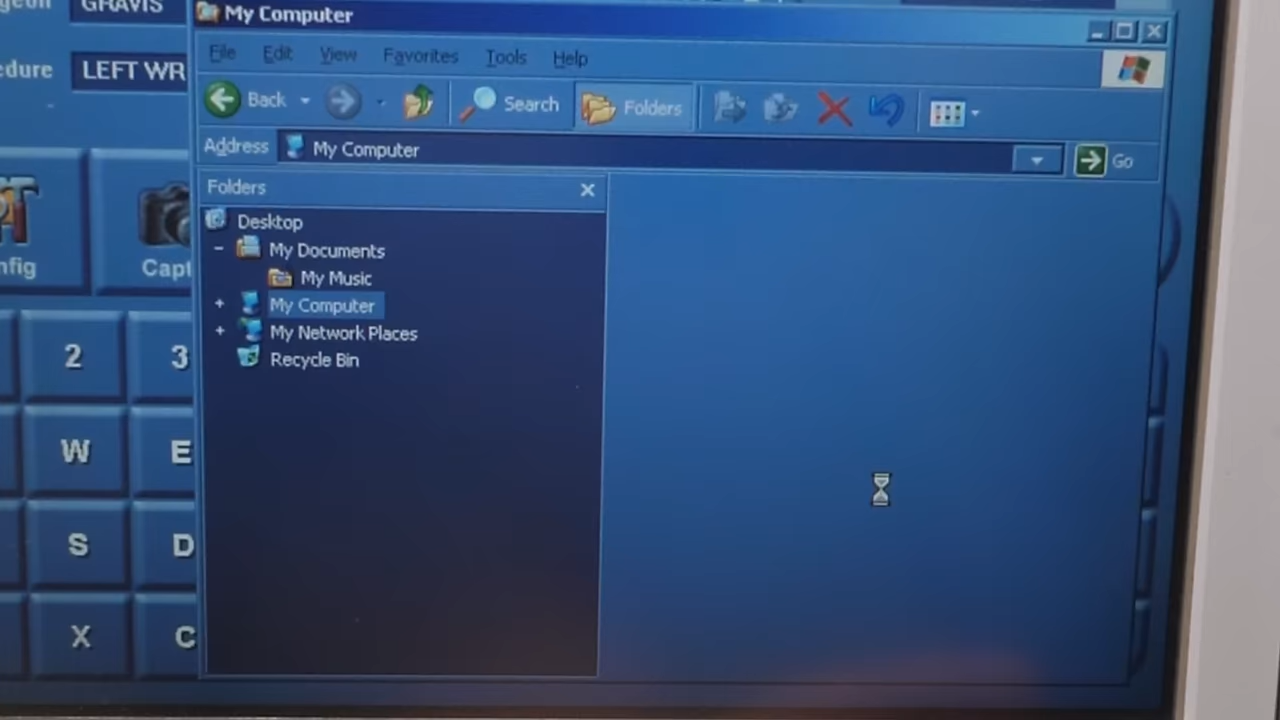 GRAVIS
My Computer
edure LEFT WR
File Edit View Favorites Tools Help
Back Search Folders
Address My Computer Go
Folders
Desktop
My Documents
My Music
My Computer
My Network Places
Recycle Bin
nfig Capt
2 3
W E
S D
X C